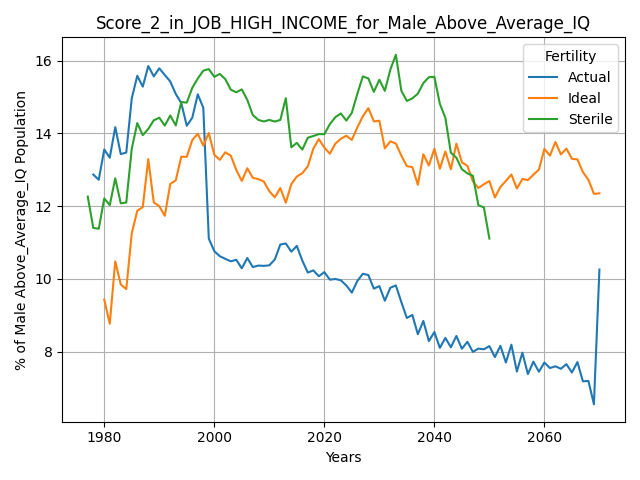 Score_2_in_JOB_HIGH_INCOME_for_Male_Above_Average_IQ
Fertility
Actual
Ideal
Sterile
% of Male Above_Average_IQ Population
16
14
12
10
8
1980 2000 2020 2040 2060
Years